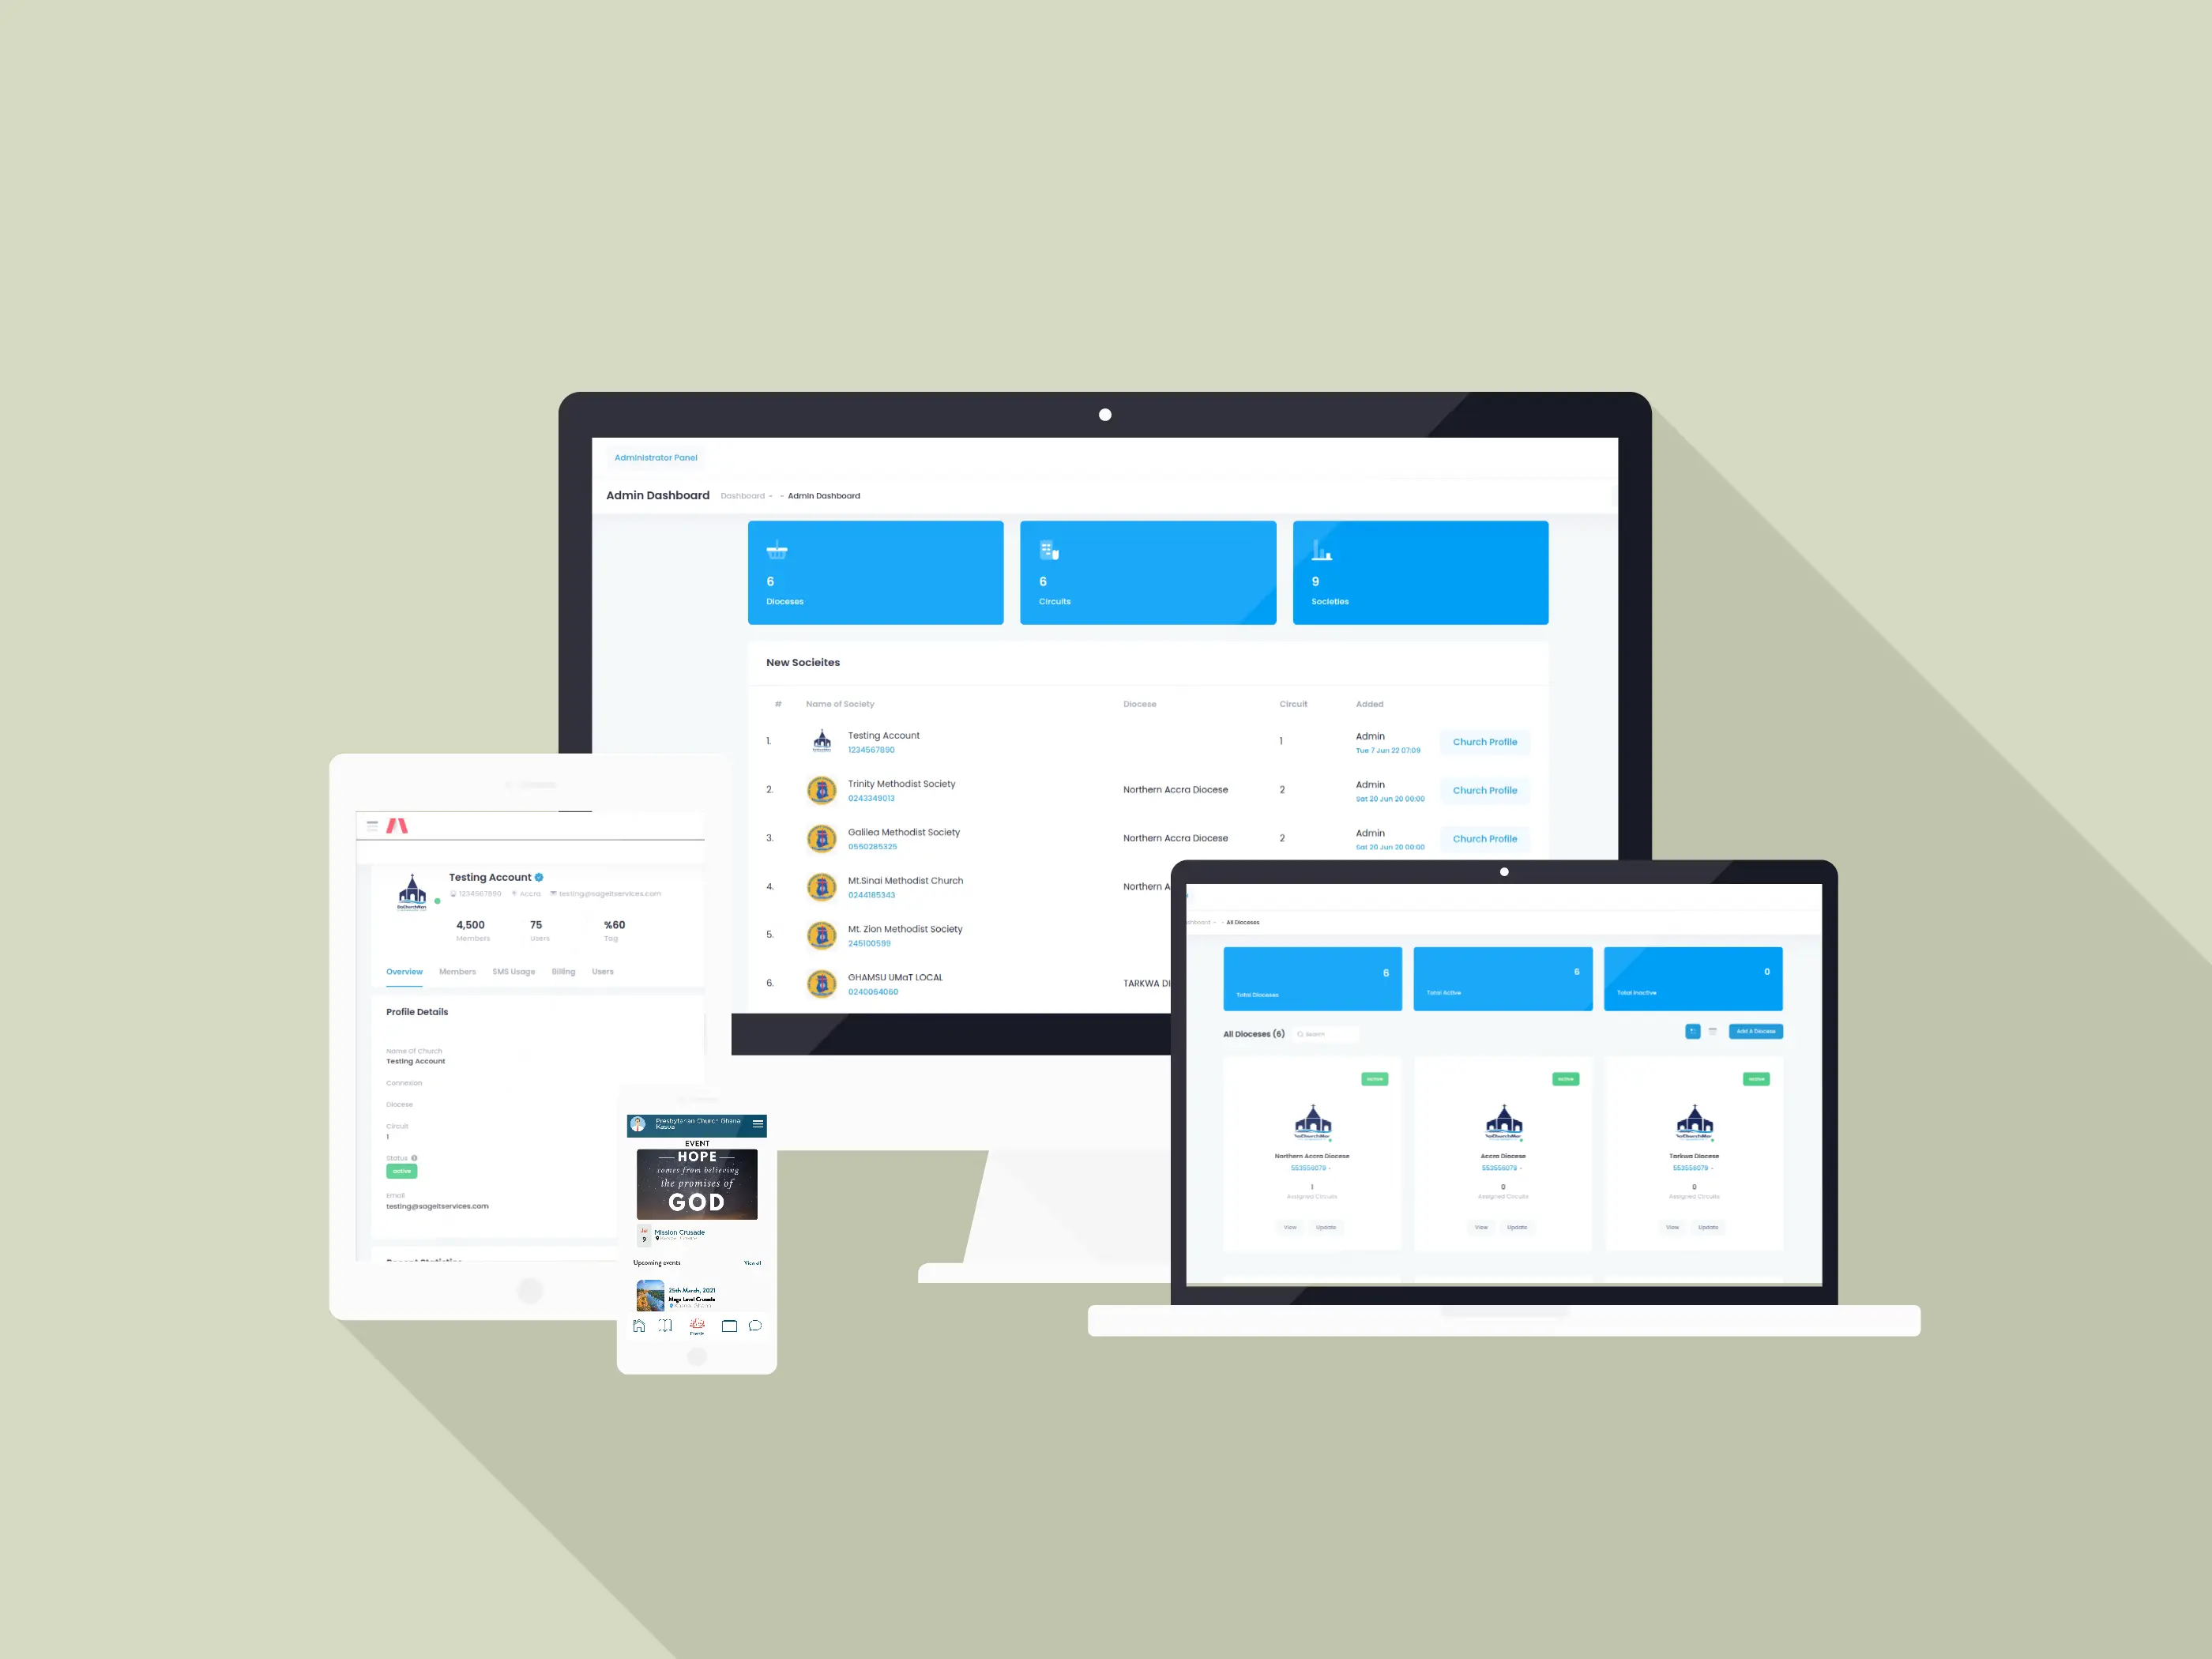 Administrator Panel
Admin Dashboard Dashboard - - Admin Dashboard
6
Dioceses
6
Circuits
9
Societies
New Socieites
# Name of Society Diocese Circuit Added
1. Testing Account 1 Admin Church Profile
1234567890 Tue 7 Jun 22 07:09
2. Trinity Methodist Society Northern Accra Diocese 2 Admin Church Profile
0243349013 Sat 20 Jun 20 00:00
3. Galilea Methodist Society Northern Accra Diocese 2 Admin Church Profile
0550285325 Sat 20 Jun 20 00:00
4. Mt.Sinai Methodist Church Northern A
0244185343
5. Mt. Zion Methodist Society
245100599
6. GHAMSU UMaT LOCAL TARKWA DI
0240064060
Testing Account
1234567890 Accra testing@sageitservices.com
4,500 75 %60
Members Users Tag
Overview Members SMS Usage Billing Users
Profile Details
Name Of Church
Testing Account
Connexion
Diocese
Circuit
1
Status
active
Email
testing@sageitservices.com
Presbyterian Church Ghana
Kasoa
EVENT
HOPE
comes from believing
the promises of
GOD
9
Mission Crusade
Upcoming events View all
25th March, 2021
Mega Level Crusade
Kasoa, Ghana
shboard - - All Dioceses
6
Total Dioceses
6
Total Active
0
Total Inactive
All Dioceses (6) Search Add A Diocese
active
Northern Accra Diocese
553556079 -
1
Assigned Circuits
View Update
active
Accra Diocese
553556079 -
0
Assigned Circuits
View Update
active
Tarkwa Diocese
553556079 -
0
Assigned Circuits
View Update